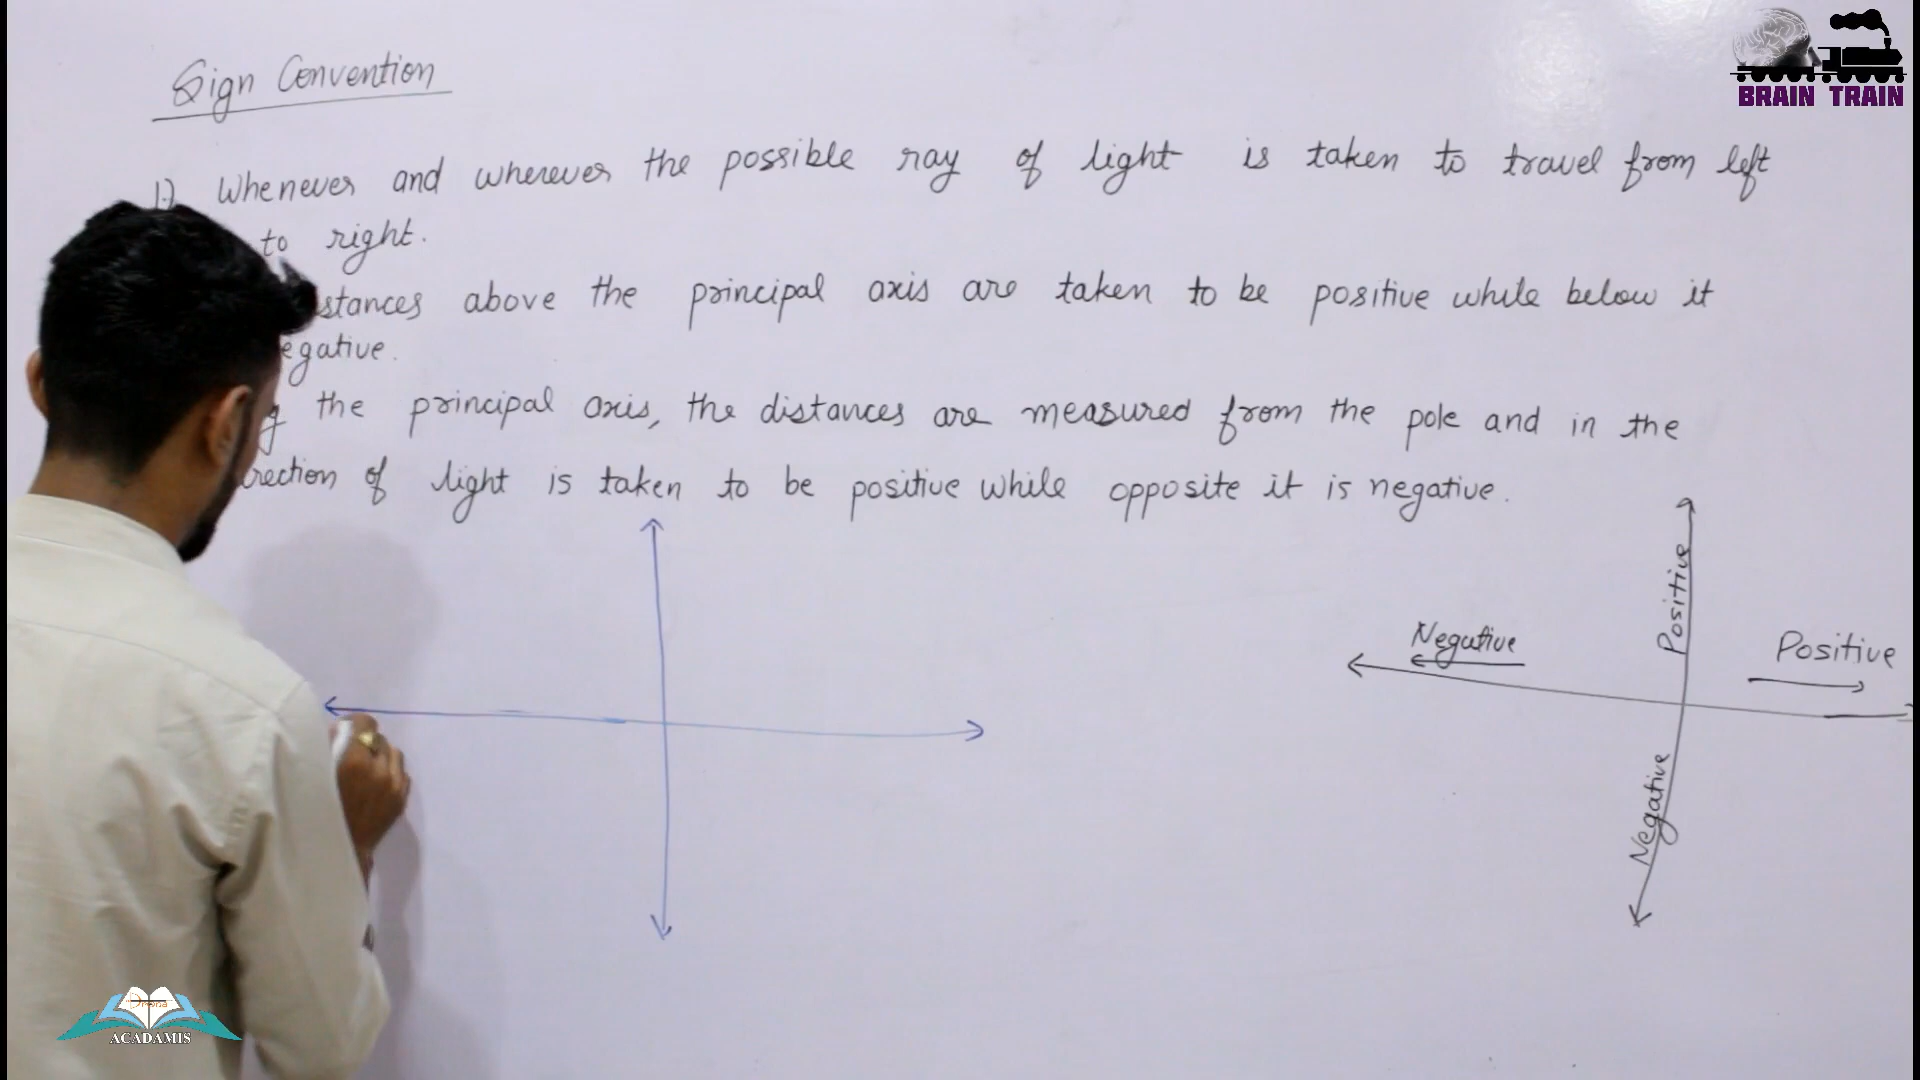 Sign Convention
1.) Whenever and wherever the possible ray of light is taken to travel from left
to right.
stances above the principal axis are taken to be positive while below it
egative.
g the principal axis, the distances are measured from the pole and in the
rection of light is taken to be positive while opposite it is negative.
Negative
Positive
Positive
Negative
BRAIN TRAIN
Drona
ACADAMIS